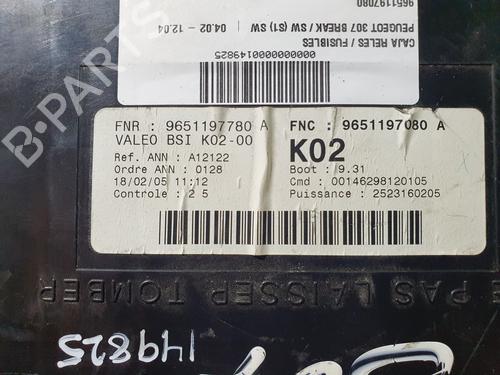 9651197080
PEUGEOT 307 BREAK / SW (S1) SW 04.02 - 12.04
CAJA RELES / FUSIBLES
0000000000149825
B-PARTS
FNR : 9651197780 A FNC : 9651197080 A
VALEO BSI K02-00 K02
Ref. ANN : A12122 Boot : 9.31
Ordre ANN : 0128 Cmd : 00146298120105
18/02/05 11:12 Puissance : 2523160205
Controle : 2 5
E PAS LAISSER TOMBER
149825